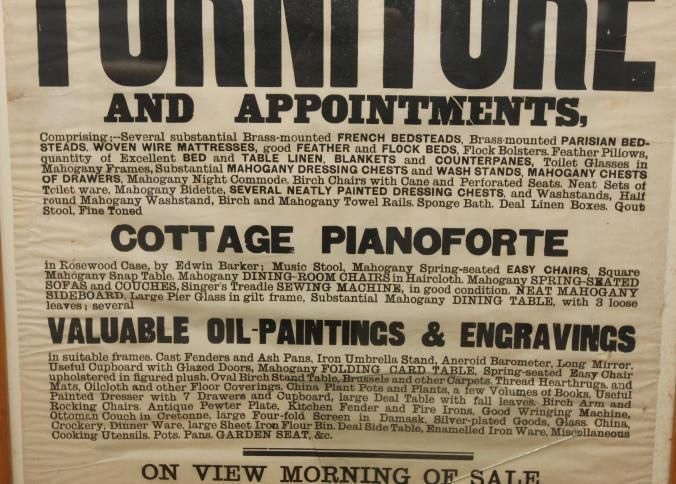 FURNITURE
AND APPOINTMENTS,
Comprising;--Several substantial Brass-mounted FRENCH BEDSTEADS, Brass-mounted PARISIAN BED-
STEADS, WOVEN WIRE MATTRESSES, good FEATHER and FLOCK BEDS, Flock Bolsters, Feather Pillows,
quantity of Excellent BED and TABLE LINEN, BLANKETS and COUNTERPANES, Toilet Glasses in
Mahogany Frames, Substantial MAHOGANY DRESSING CHESTS and WASH STANDS, MAHOGANY CHESTS
OF DRAWERS, Mahogany Night Commode. Birch Chairs with Cane and Perforated Seats. Neat Sets of
Toilet ware, Mahogany Bidette, SEVERAL NEATLY PAINTED DRESSING CHESTS, and Washstands, Half
round Mahogany Washstand, Birch and Mahogany Towel Rails. Sponge Bath. Deal Linen Boxes. Gout
Stool, Fine Toned
COTTAGE PIANOFORTE
in Rosewood Case, by Edwin Barker; Music Stool, Mahogany Spring-seated EASY CHAIRS, Square
Mahogany Snap Table. Mahogany DINING-ROOM CHAIRS in Haircloth. Mahogany SPRING-SEATED
SOFAS and COUCHES, Singer's Treadle SEWING MACHINE, in good condition. NEAT MAHOGANY
SIDEBOARD, Large Pier Glass in gilt frame, Substantial Mahogany DINING TABLE, with 3 loose
leaves; several
VALUABLE OIL-PAINTINGS & ENGRAVINGS
in suitable frames. Cast Fenders and Ash Pans, Iron Umbrella Stand, Aneroid Barometer, Long Mirror,
Useful Cupboard with Glazed Doors, Mahogany FOLDING CARD TABLE, Spring-seated Easy Chair
upholstered in figured plush. Oval Birch Stand Table, Brussels and other Carpets. Thread Hearthrugs, and
Mats, Oilcloth and other Floor Coverings. China Plant Pots and Plants, a few Volumes of Books, Useful
Painted Dresser with 7 Drawers and Cupboard, large Deal Table with fall leaves. Birch Arm and
Rocking Chairs. Antique Pewter Plate, Kitchen Fender and Fire Irons, Good Wringing Machine,
Ottoman Couch in Cretonne, large Four-fold Screen in Damask. Silver-plated Goods, Glass. China,
Crockery, Dinner Ware, large Sheet Iron Flour Bin. Deal Side Table, Enamelled Iron Ware, Miscellaneous
Cooking Utensils. Pots. Pans. GARDEN SEAT, &c.
ON VIEW MORNING OF SALE